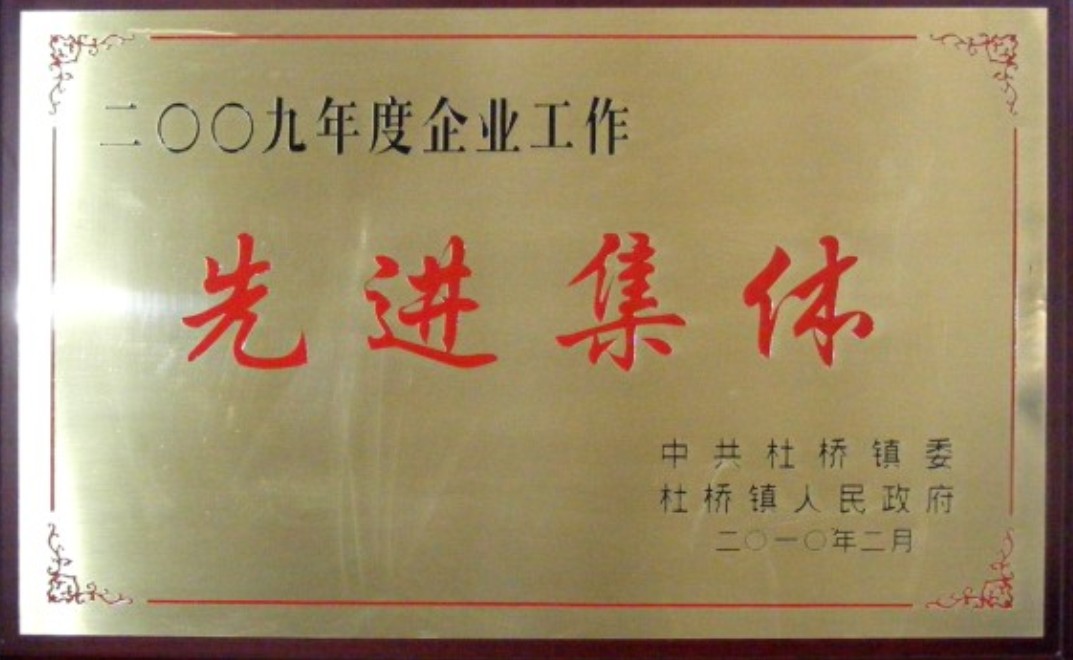 二〇〇九年度企业工作
先进集体
中共杜桥镇委
杜桥镇人民政府
二〇一〇年二月